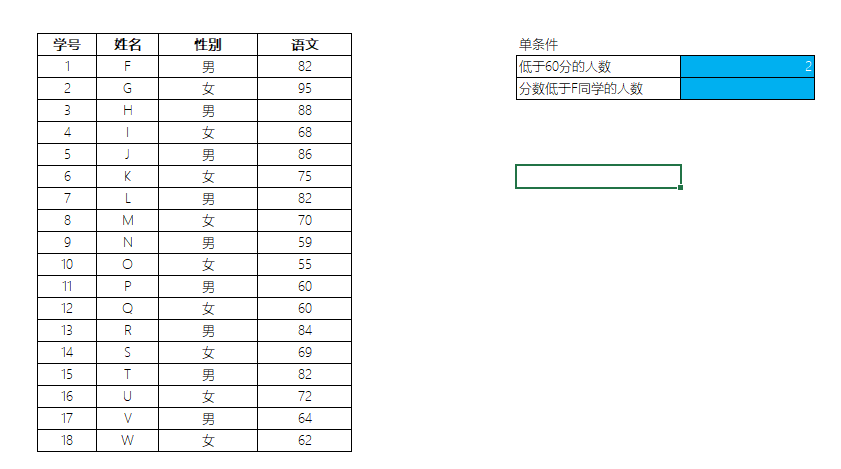 学号 姓名 性别 语文
1 F 男 82
2 G 女 95
3 H 男 88
4 I 女 68
5 J 男 86
6 K 女 75
7 L 男 82
8 M 女 70
9 N 男 59
10 O 女 55
11 P 男 60
12 Q 女 60
13 R 男 84
14 S 女 69
15 T 男 82
16 U 女 72
17 V 男 64
18 W 女 62
单条件
低于60分的人数 2
分数低于F同学的人数